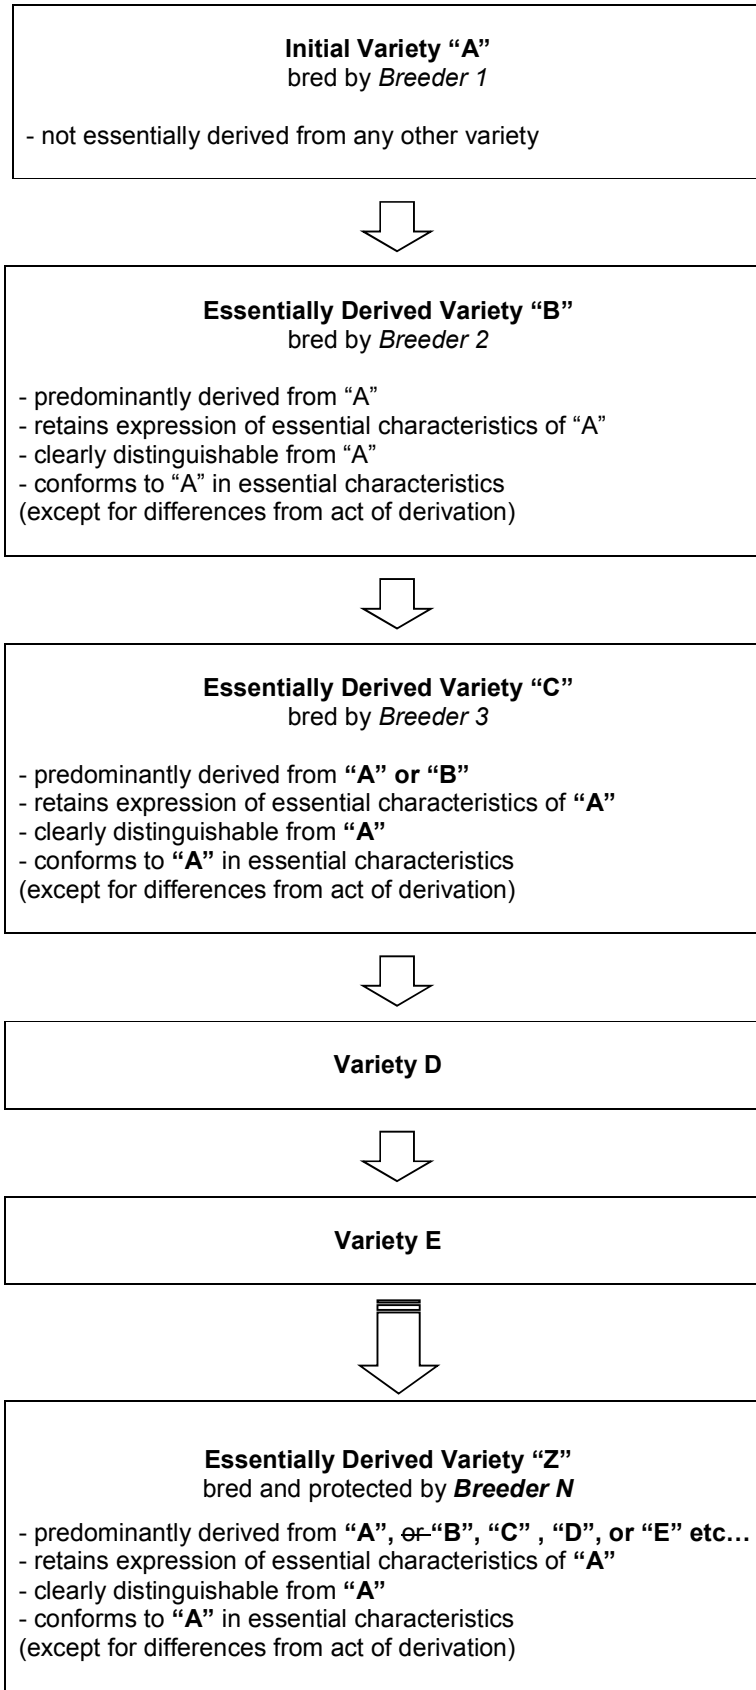 Initial Variety “A”
bred by Breeder 1
- not essentially derived from any other variety
Essentially Derived Variety “B”
bred by Breeder 2
- predominantly derived from “A”
- retains expression of essential characteristics of “A”
- clearly distinguishable from “A”
- conforms to “A” in essential characteristics
(except for differences from act of derivation)
Essentially Derived Variety “C”
bred by Breeder 3
- predominantly derived from “A” or “B”
- retains expression of essential characteristics of “A”
- clearly distinguishable from “A”
- conforms to “A” in essential characteristics
(except for differences from act of derivation)
Variety D
Variety E
Essentially Derived Variety “Z”
bred and protected by Breeder N
- predominantly derived from “A”, or “B”, “C” , “D”, or “E” etc…
- retains expression of essential characteristics of “A”
- clearly distinguishable from “A”
- conforms to “A” in essential characteristics
(except for differences from act of derivation)